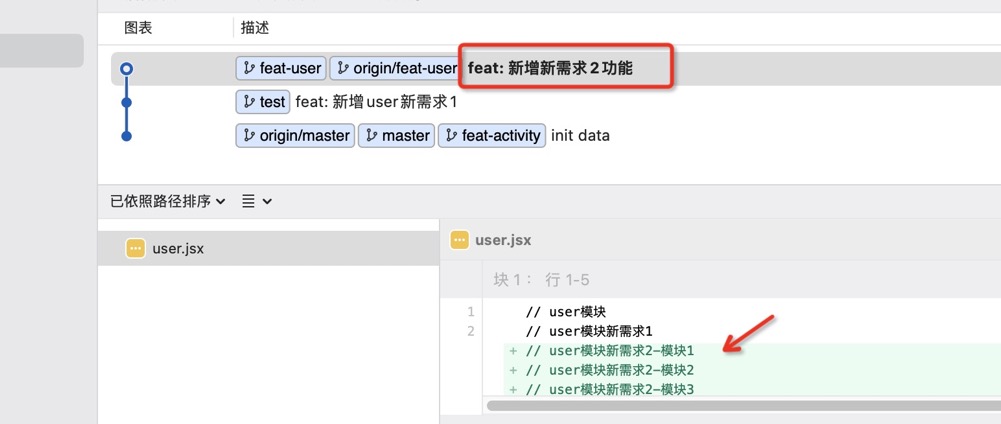 图表 描述
feat-user origin/feat-user feat: 新增新需求2功能
test feat: 新增user新需求1
origin/master master feat-activity init data
已依照路径排序
user.jsx
user.jsx
块 1： 行 1-5
1 // user模块
2 // user模块新需求1
+ // user模块新需求2-模块1
+ // user模块新需求2-模块2
+ // user模块新需求2-模块3